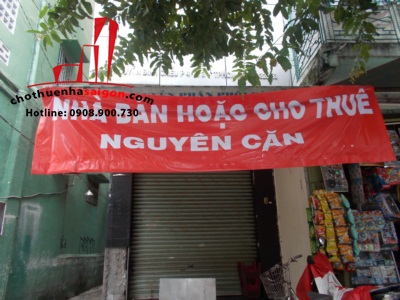 chothuenhasaigon.com
Hotline: 0908.900.730
NHÀ BÁN HOẶC CHO THUÊ
NGUYÊN CĂN